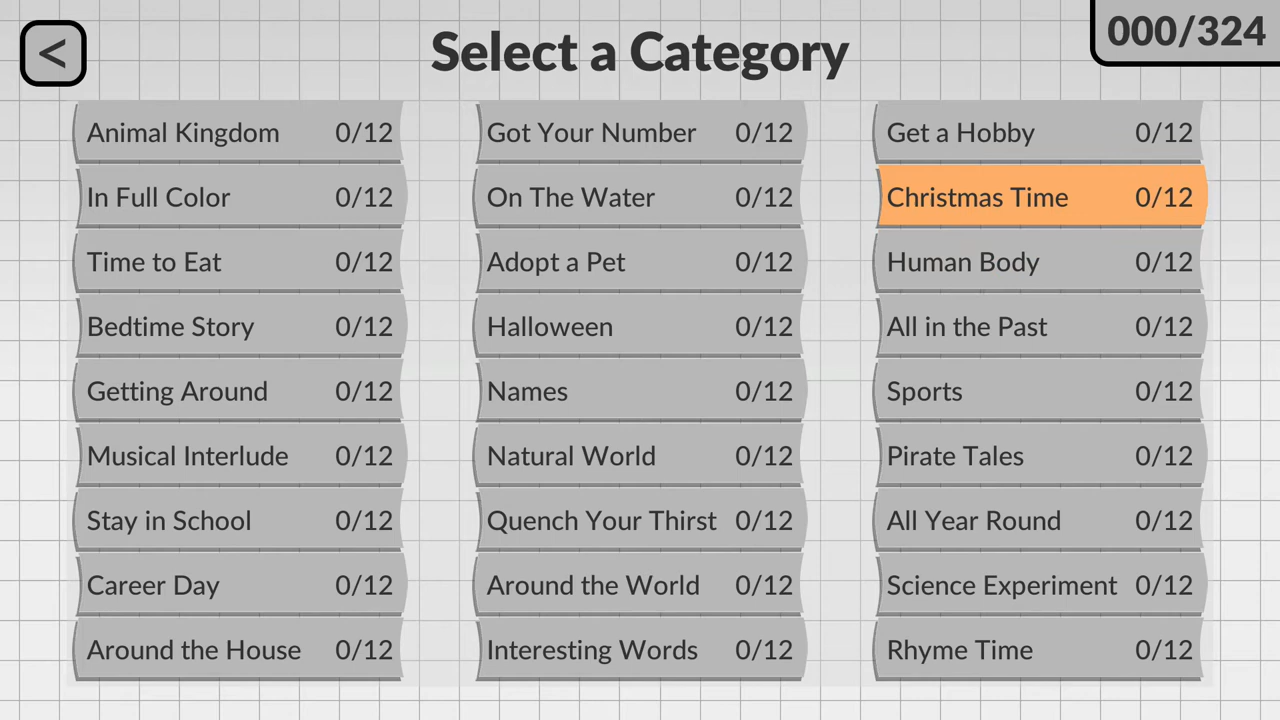 <
Select a Category
000/324
Animal Kingdom 0/12
In Full Color 0/12
Time to Eat 0/12
Bedtime Story 0/12
Getting Around 0/12
Musical Interlude 0/12
Stay in School 0/12
Career Day 0/12
Around the House 0/12
Got Your Number 0/12
On The Water 0/12
Adopt a Pet 0/12
Halloween 0/12
Names 0/12
Natural World 0/12
Quench Your Thirst 0/12
Around the World 0/12
Interesting Words 0/12
Get a Hobby 0/12
Christmas Time 0/12
Human Body 0/12
All in the Past 0/12
Sports 0/12
Pirate Tales 0/12
All Year Round 0/12
Science Experiment 0/12
Rhyme Time 0/12